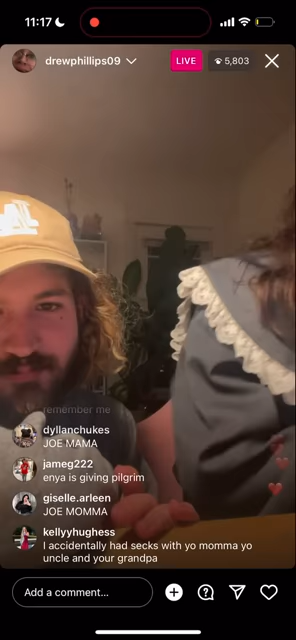 11:17
drewphillips09
LIVE
5,803
remember me
dyllanchukes
JOE MAMA
jameg222
enya is giving pilgrim
giselle.arleen
JOE MOMMA
kellyyhughess
I accidentally had secks with yo momma yo
uncle and your grandpa
Add a comment...